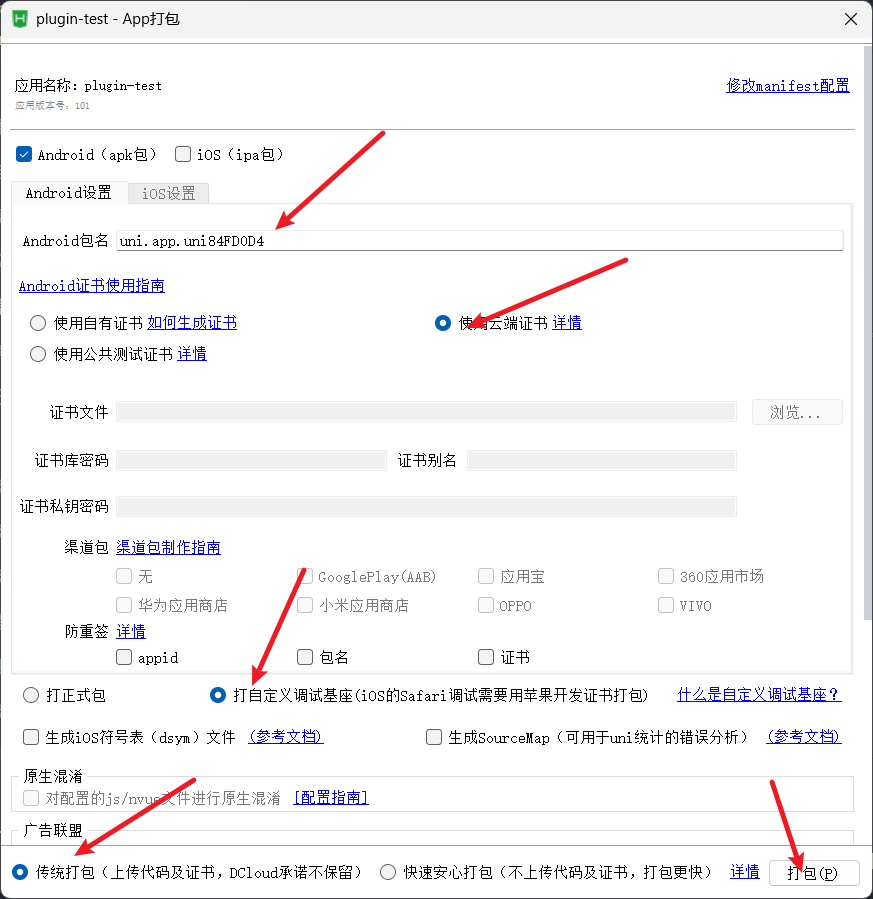 plugin-test - App打包
应用名称：plugin-test 修改manifest配置
应用版本号：101
Android（apk包） iOS（ipa包）
Android设置 iOS设置
Android包名 uni.app.uni84FD0D4
Android证书使用指南
使用自有证书 如何生成证书 使用云端证书 详情
使用公共测试证书 详情
证书文件 浏览...
证书库密码 证书别名
证书私钥密码
渠道包 渠道包制作指南
无 GooglePlay(AAB) 应用宝 360应用市场
华为应用商店 小米应用商店 OPPO VIVO
防重签 详情
appid 包名 证书
打正式包 打自定义调试基座(iOS的Safari调试需要用苹果开发证书打包) 什么是自定义调试基座？
生成iOS符号表（dsym）文件 (参考文档) 生成SourceMap（可用于uni统计的错误分析） (参考文档)
原生混淆
对配置的js/nvue文件进行原生混淆 [配置指南]
广告联盟
传统打包（上传代码及证书，DCloud承诺不保留） 快速安心打包（不上传代码及证书，打包更快） 详情 打包(P)